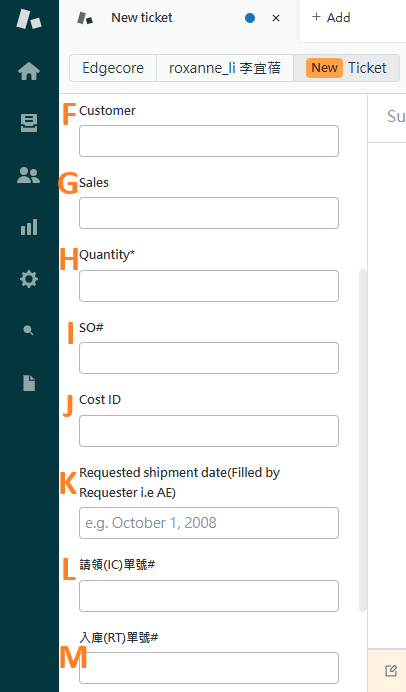 New ticket
×
+ Add
Edgecore
roxanne_li 李宜蓓
New Ticket
F Customer
Su
G Sales
H Quantity*
I SO#
J Cost ID
K Requested shipment date(Filled by
Requester i.e AE)
e.g. October 1, 2008
L 請領(IC)單號#
入庫(RT)單號#
M